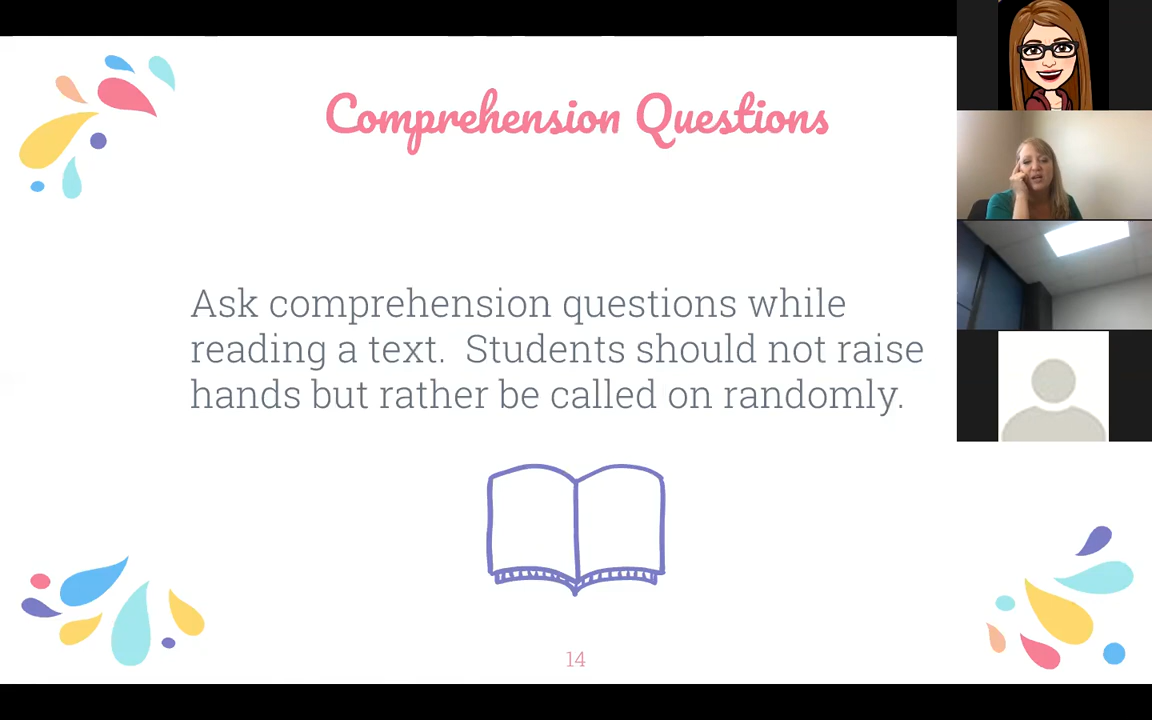 Comprehension Questions
Ask comprehension questions while
reading a text.  Students should not raise
hands but rather be called on randomly.
14